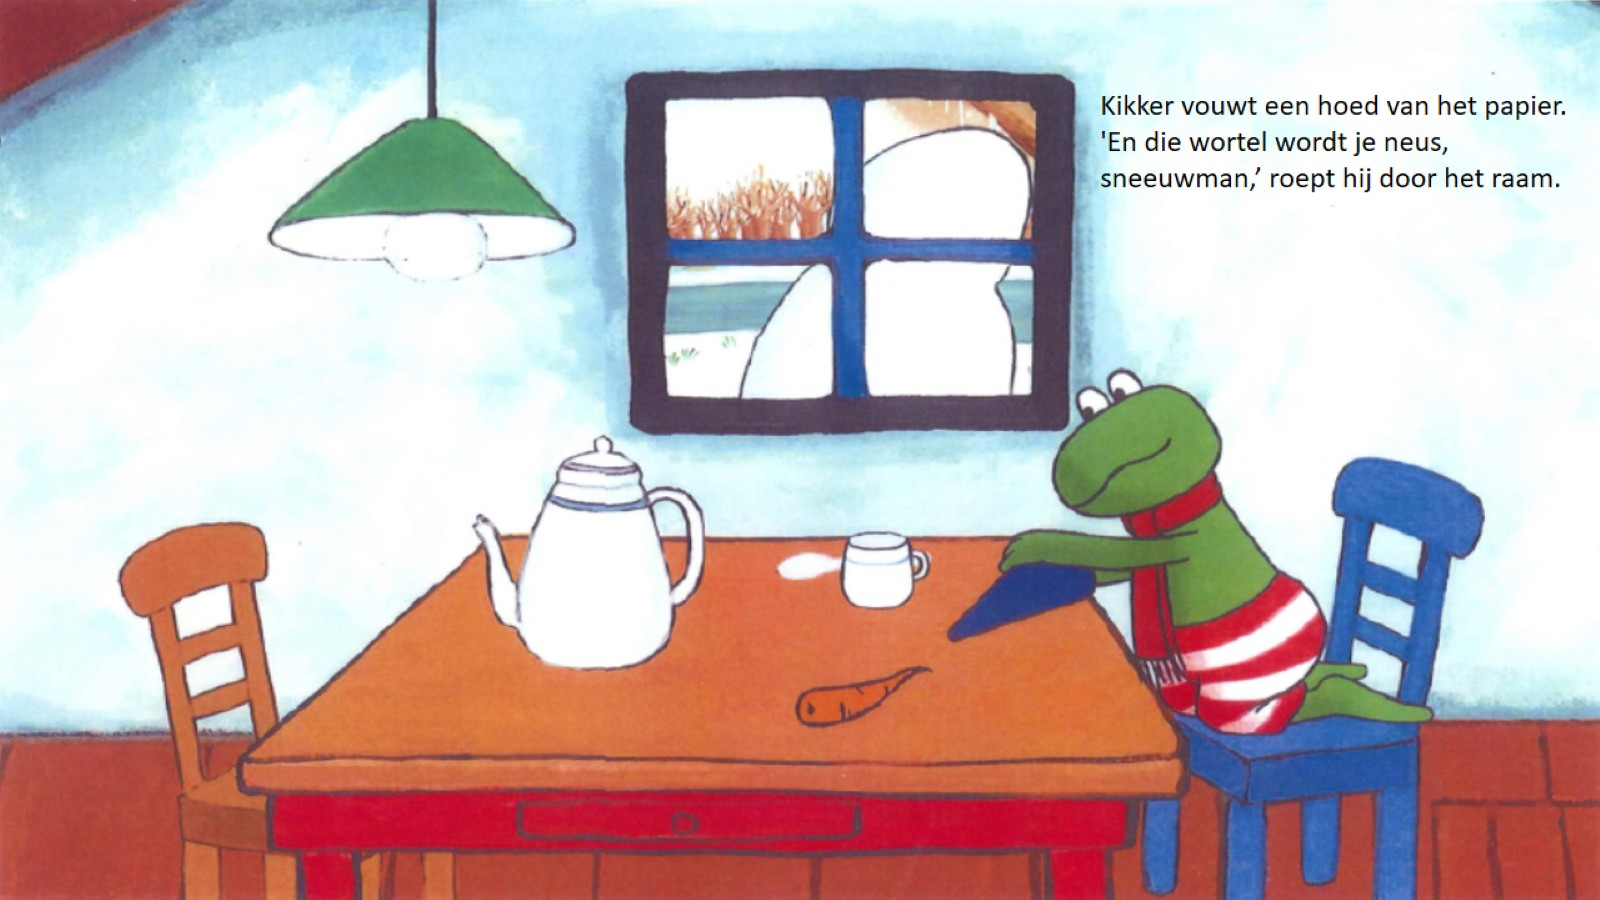 Kikker vouwt een hoed van het papier.
'En die wortel wordt je neus,
sneeuwman,’ roept hij door het raam.